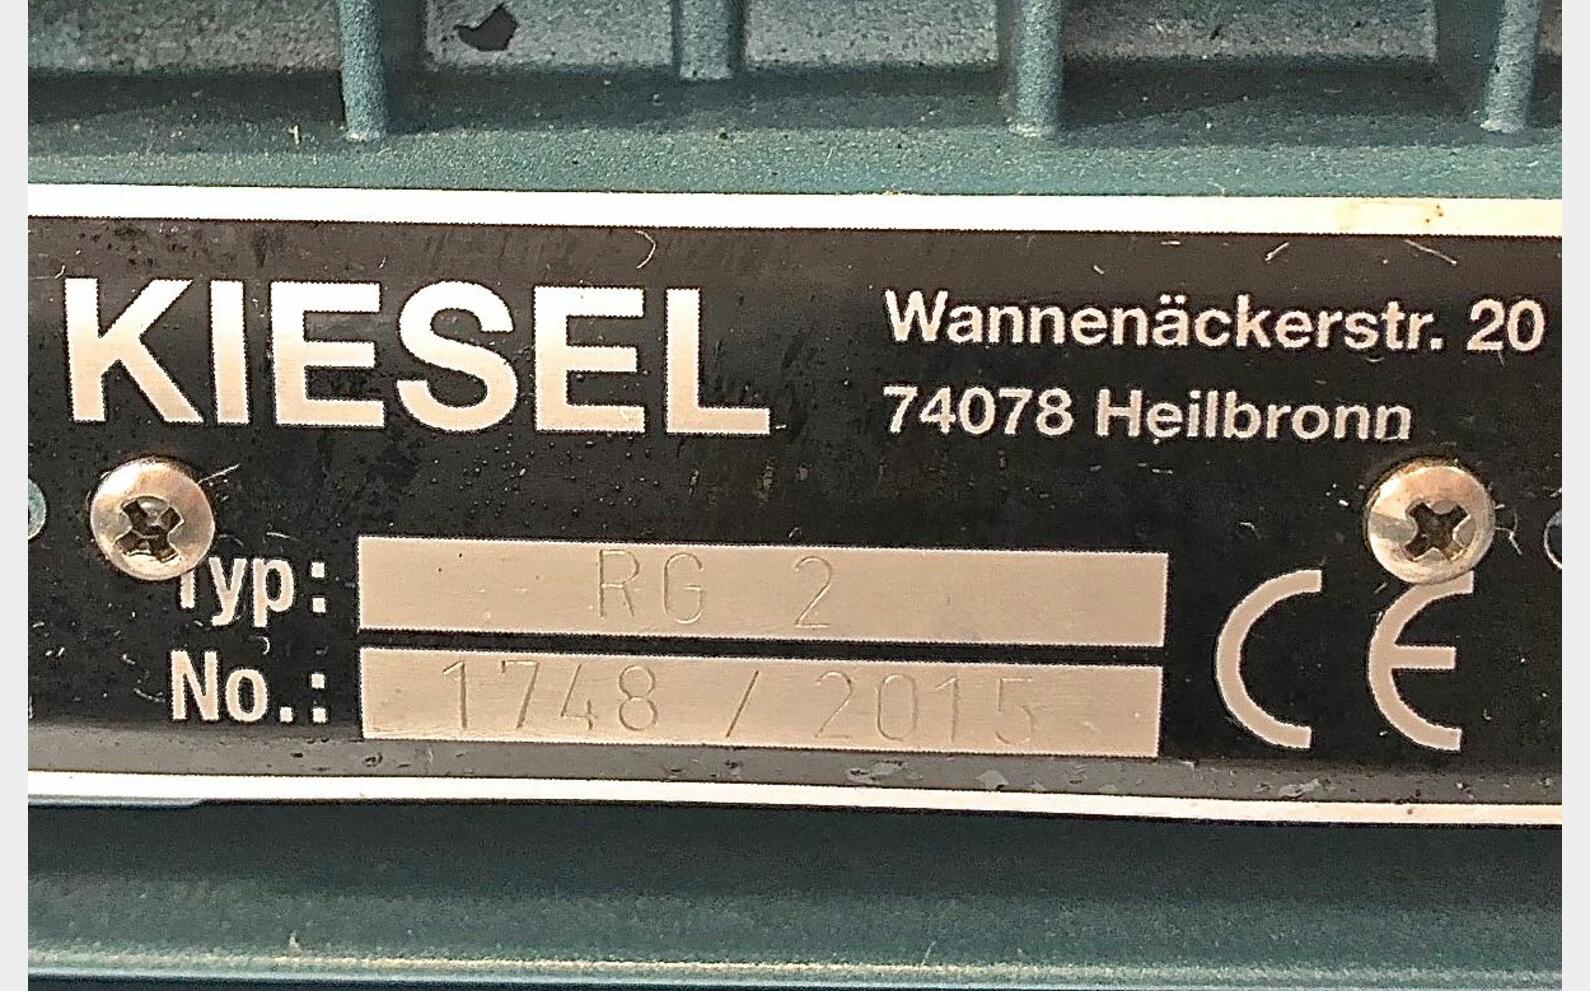 KIESEL
Wannenäckerstr. 20
74078 Heilbronn
Typ: RG 2
No.: 1748 / 2015
CE